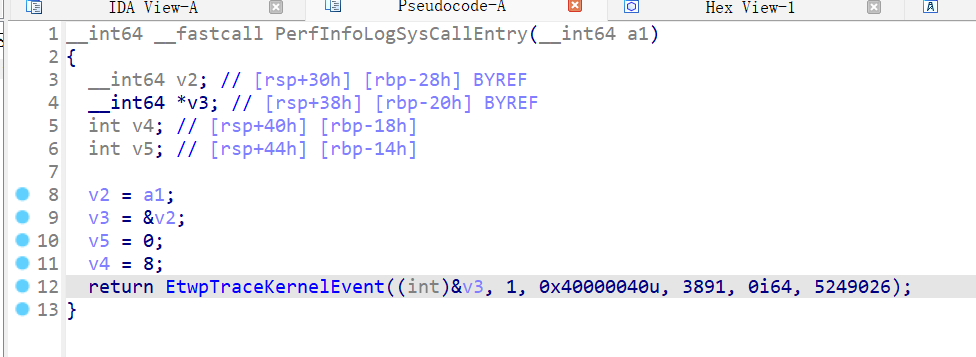 IDA View-A
Pseudocode-A
Hex View-1
1 __int64 __fastcall PerfInfoLogSysCallEntry(__int64 a1)
2 {
3 __int64 v2; // [rsp+30h] [rbp-28h] BYREF
4 __int64 *v3; // [rsp+38h] [rbp-20h] BYREF
5 int v4; // [rsp+40h] [rbp-18h]
6 int v5; // [rsp+44h] [rbp-14h]
7
8 v2 = a1;
9 v3 = &v2;
10 v5 = 0;
11 v4 = 8;
12 return EtwpTraceKernelEvent((int)&v3, 1, 0x40000040u, 3891, 0i64, 5249026);
13 }